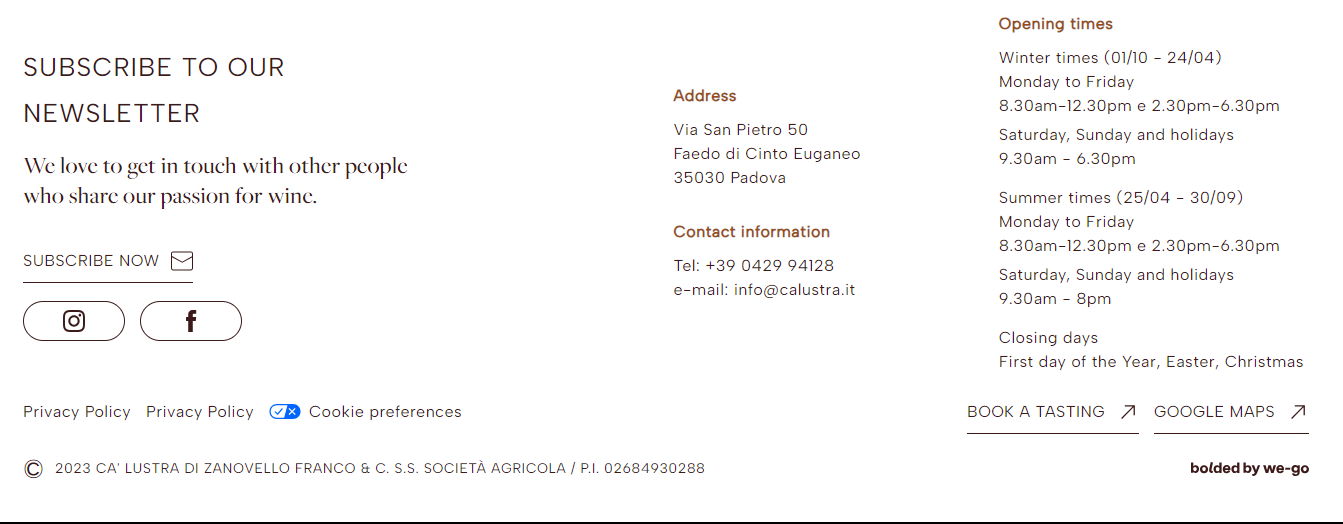 SUBSCRIBE TO OUR
NEWSLETTER
We love to get in touch with other people
who share our passion for wine.
SUBSCRIBE NOW
Address
Via San Pietro 50
Faedo di Cinto Euganeo
35030 Padova
Contact information
Tel: +39 0429 94128
e-mail: info@calustra.it
Opening times
Winter times (01/10 - 24/04)
Monday to Friday
8.30am-12.30pm e 2.30pm-6.30pm
Saturday, Sunday and holidays
9.30am - 6.30pm
Summer times (25/04 - 30/09)
Monday to Friday
8.30am-12.30pm e 2.30pm-6.30pm
Saturday, Sunday and holidays
9.30am - 8pm
Closing days
First day of the Year, Easter, Christmas
Privacy Policy Privacy Policy Cookie preferences
BOOK A TASTING GOOGLE MAPS
© 2023 CA' LUSTRA DI ZANOVELLO FRANCO & C. S.S. SOCIETÀ AGRICOLA / P.I. 02684930288
bolded by we-go